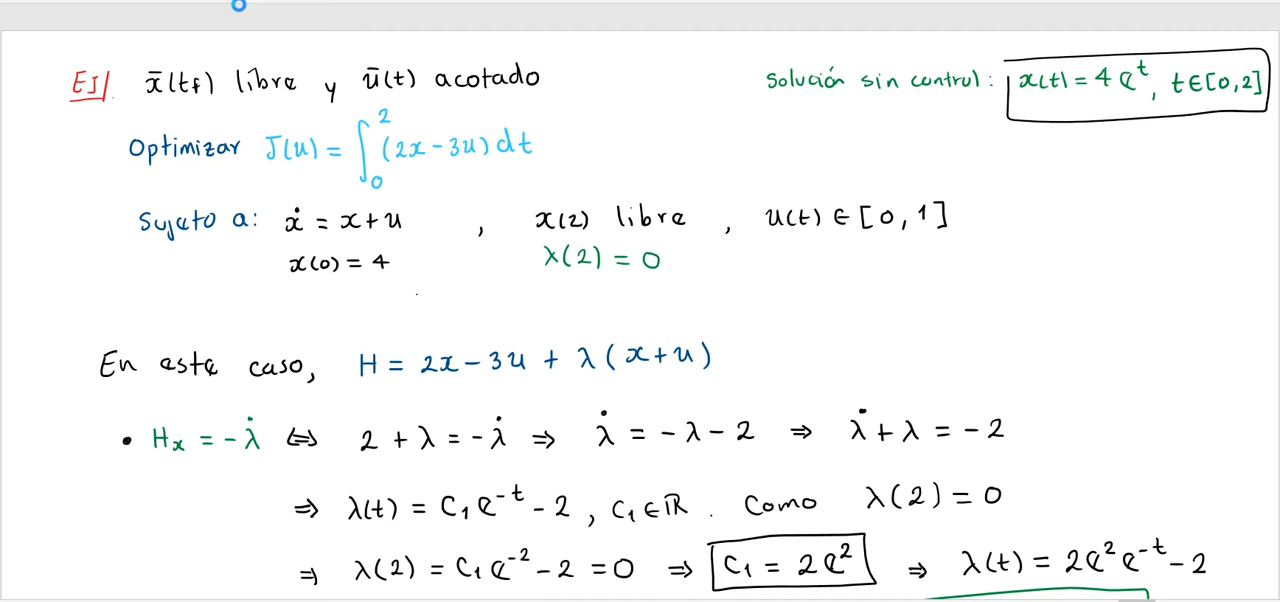 EJ/. x̄(tf) libre y ū(t) acotado
Solución sin control: x(t) = 4e^t, t∈[0,2]
Optimizar J(u) = ∫_0^2 (2x - 3u) dt
Sujeto a: ẋ = x + u , x(2) libre , u(t) ∈ [0,1]
x(0) = 4 λ(2) = 0
En este caso, H = 2x - 3u + λ(x+u)
• Hx = -λ̇ ⇔ 2 + λ = -λ̇ ⇒ λ̇ = -λ - 2 ⇒ λ̇ + λ = -2
⇒ λ(t) = C₁e^{-t} - 2, C₁∈ℝ. Como λ(2) = 0
⇒ λ(2) = C₁e^{-2} - 2 = 0 ⇒ C₁ = 2e² ⇒ λ(t) = 2e²e^{-t} - 2